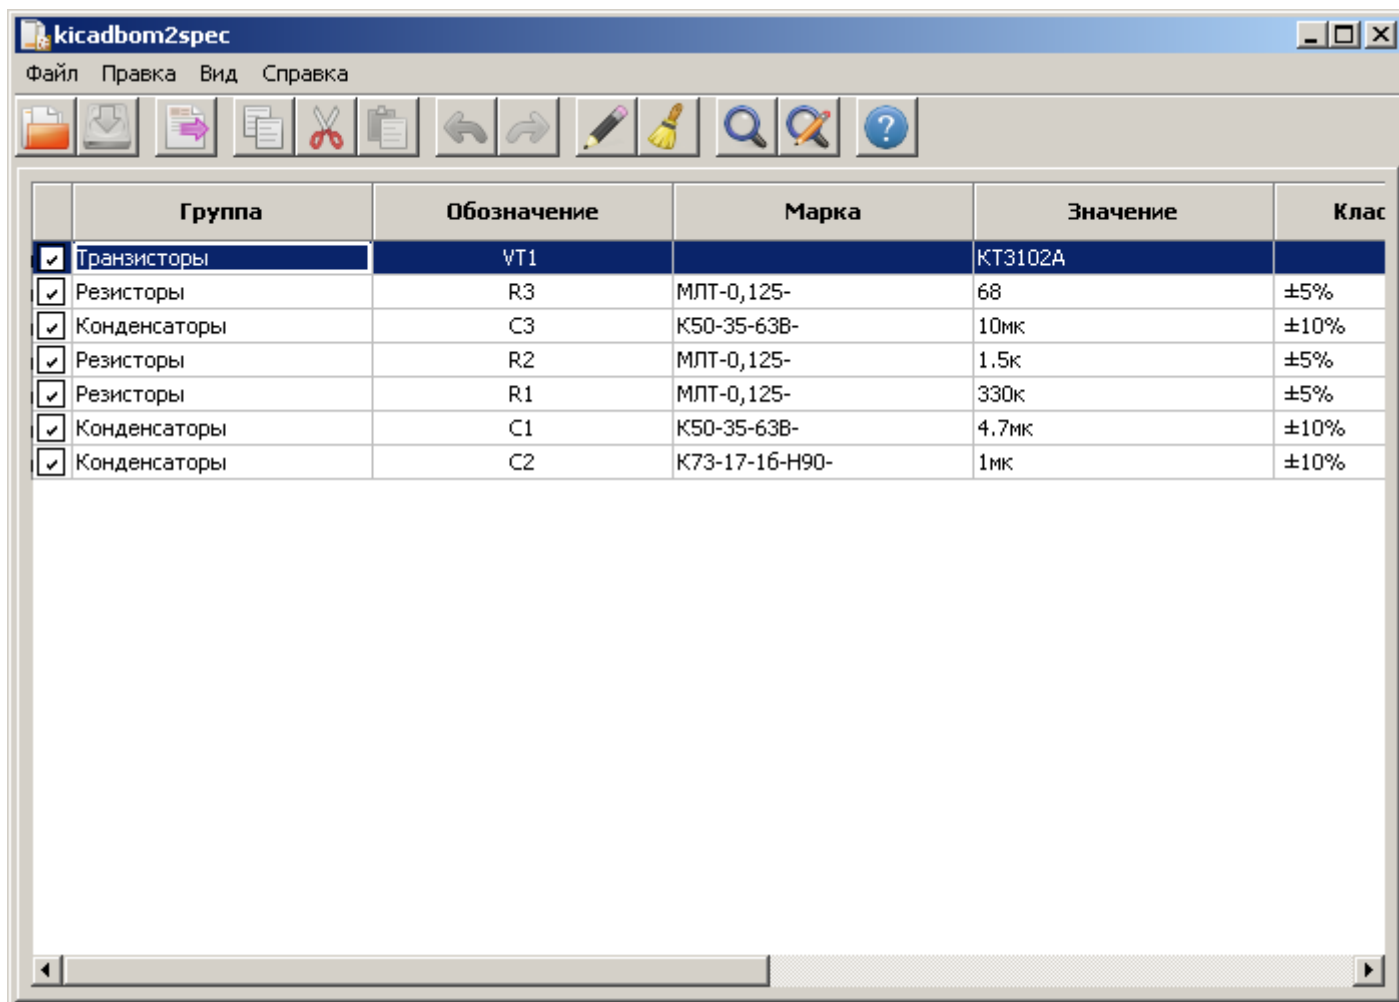 kicadbom2spec
Файл Правка Вид Справка
Группа Обозначение Марка Значение Клас
Транзисторы VT1 КТ3102А
Резисторы R3 МЛТ-0,125- 68 ±5%
Конденсаторы C3 К50-35-63В- 10мк ±10%
Резисторы R2 МЛТ-0,125- 1.5к ±5%
Резисторы R1 МЛТ-0,125- 330к ±5%
Конденсаторы C1 К50-35-63В- 4.7мк ±10%
Конденсаторы C2 К73-17-1б-Н90- 1мк ±10%